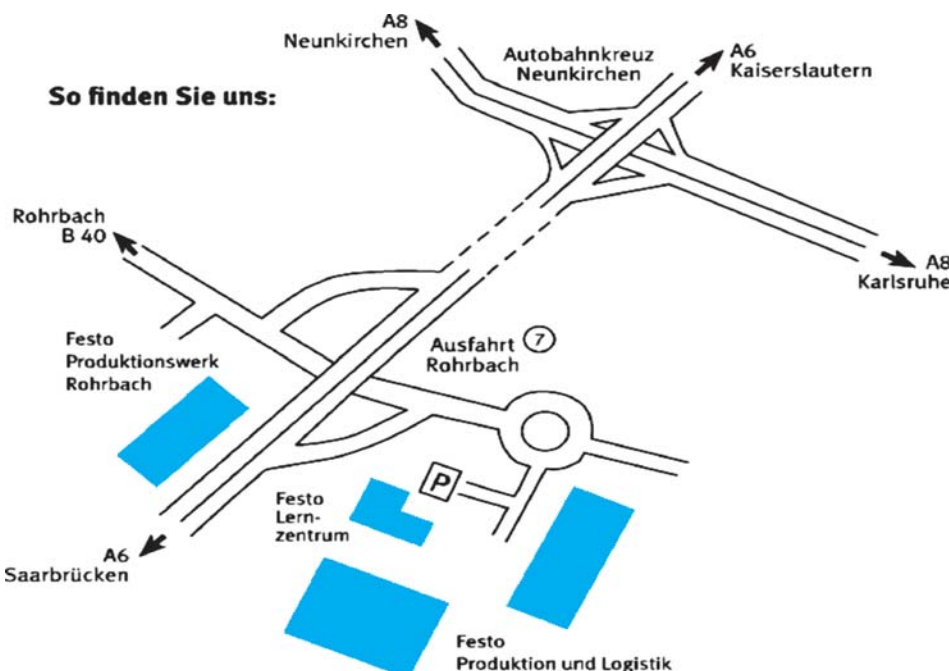 A8
Neunkirchen
Autobahnkreuz
Neunkirchen
A6
Kaiserslautern
So finden Sie uns:
Rohrbach
B 40
A8
Karlsruhe
Festo
Produktionswerk
Rohrbach
Ausfahrt 7
Rohrbach
P
Festo
Lern-
zentrum
A6
Saarbrücken
Festo
Produktion und Logistik